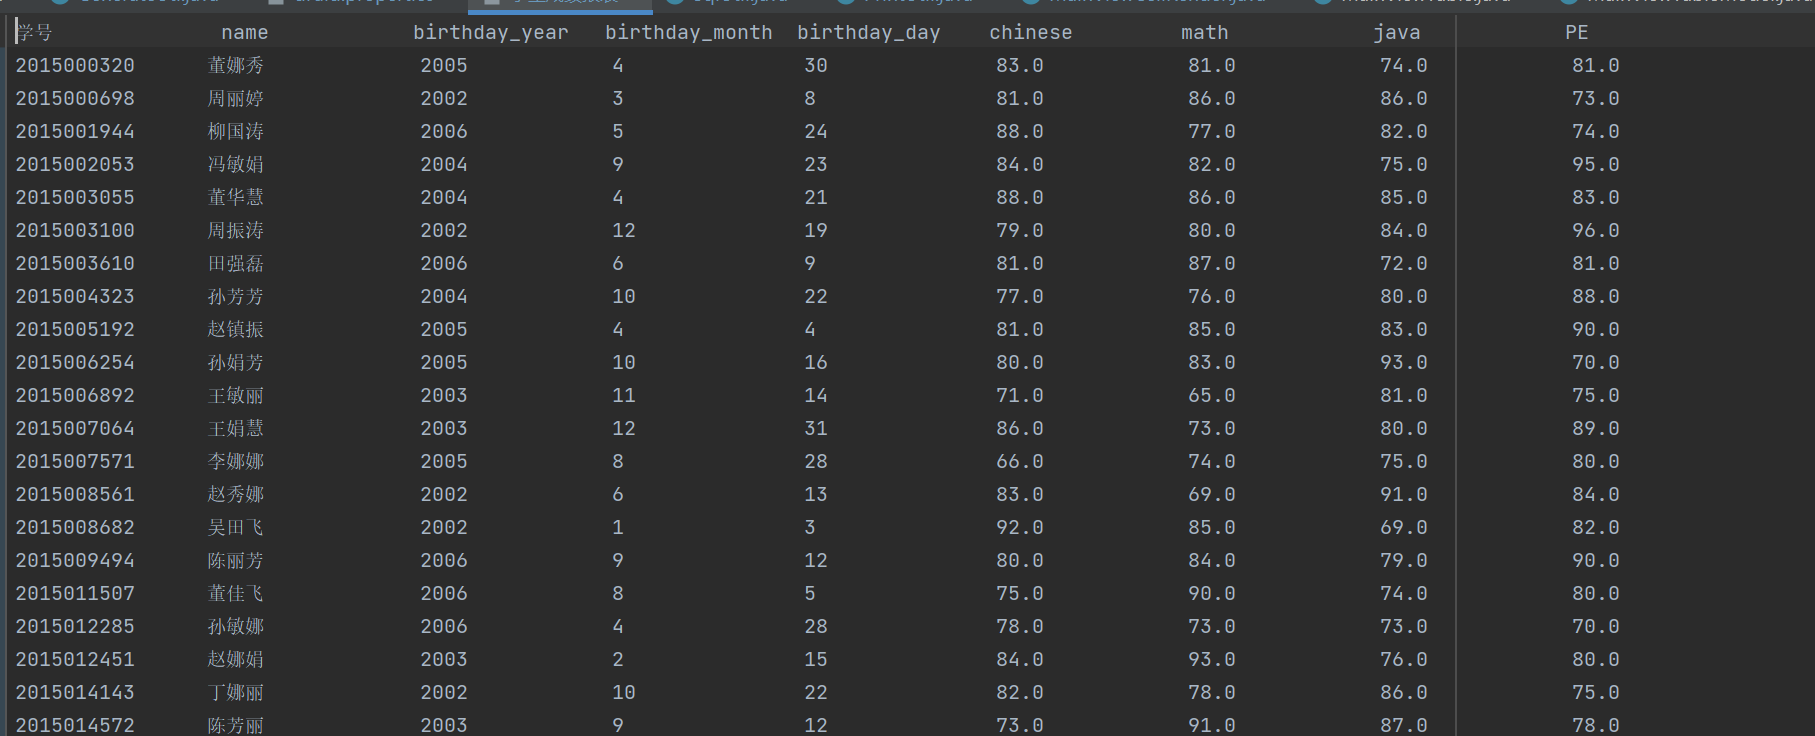 学号 name birthday_year birthday_month birthday_day chinese math java PE
2015000320 董娜秀 2005 4 30 83.0 81.0 74.0 81.0
2015000698 周丽婷 2002 3 8 81.0 86.0 86.0 73.0
2015001944 柳国涛 2006 5 24 88.0 77.0 82.0 74.0
2015002053 冯敏娟 2004 9 23 84.0 82.0 75.0 95.0
2015003055 董华慧 2004 4 21 88.0 86.0 85.0 83.0
2015003100 周振涛 2002 12 19 79.0 80.0 84.0 96.0
2015003610 田强磊 2006 6 9 81.0 87.0 72.0 81.0
2015004323 孙芳芳 2004 10 22 77.0 76.0 80.0 88.0
2015005192 赵镇振 2005 4 4 81.0 85.0 83.0 90.0
2015006254 孙娟芳 2005 10 16 80.0 83.0 93.0 70.0
2015006892 王敏丽 2003 11 14 71.0 65.0 81.0 75.0
2015007064 王娟慧 2003 12 31 86.0 73.0 80.0 89.0
2015007571 李娜娜 2005 8 28 66.0 74.0 75.0 80.0
2015008561 赵秀娜 2002 6 13 83.0 69.0 91.0 84.0
2015008682 吴田飞 2002 1 3 92.0 85.0 69.0 82.0
2015009494 陈丽芳 2006 9 12 80.0 84.0 79.0 90.0
2015011507 董佳飞 2006 8 5 75.0 90.0 74.0 80.0
2015012285 孙敏娜 2006 4 28 78.0 73.0 73.0 70.0
2015012451 赵娜娟 2003 2 15 84.0 93.0 76.0 80.0
2015014143 丁娜丽 2002 10 22 82.0 78.0 86.0 75.0
2015014572 陈芳丽 2003 9 12 73.0 91.0 87.0 78.0